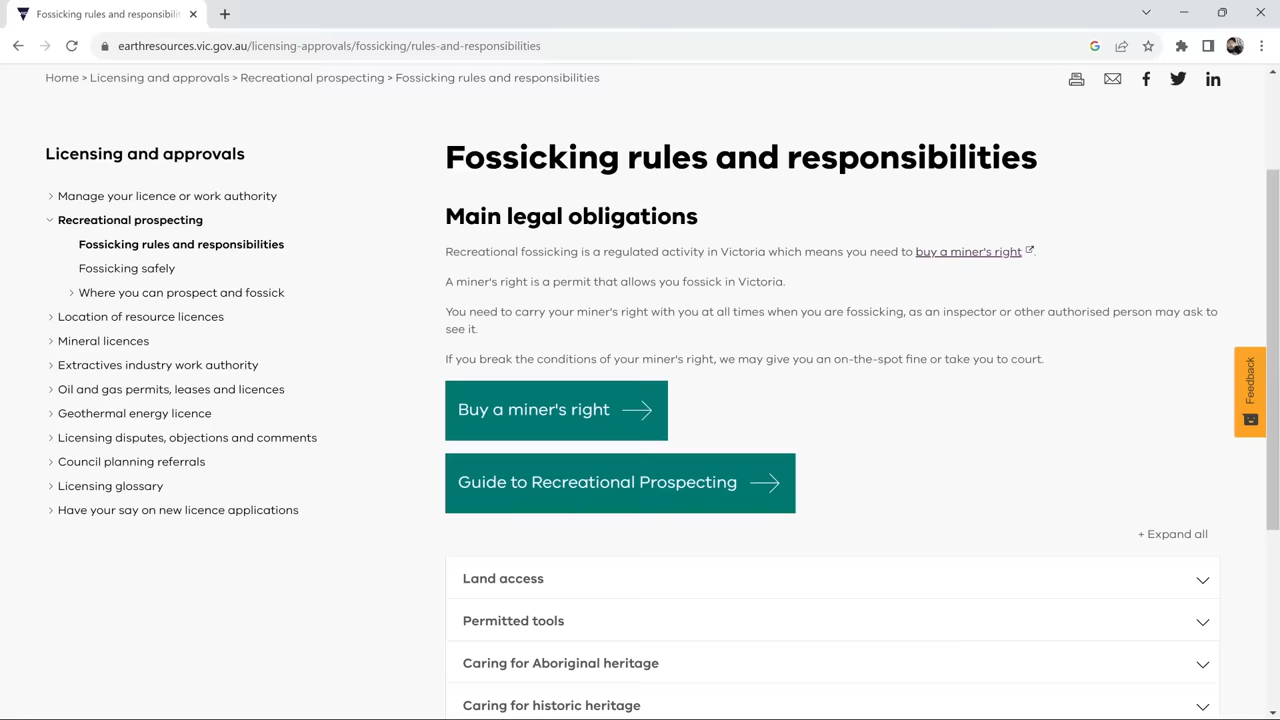 Fossicking rules and responsibilit
earthresources.vic.gov.au/licensing-approvals/fossicking/rules-and-responsibilities
Home > Licensing and approvals > Recreational prospecting > Fossicking rules and responsibilities
Licensing and approvals
Manage your licence or work authority
Recreational prospecting
Fossicking rules and responsibilities
Fossicking safely
Where you can prospect and fossick
Location of resource licences
Mineral licences
Extractives industry work authority
Oil and gas permits, leases and licences
Geothermal energy licence
Licensing disputes, objections and comments
Council planning referrals
Licensing glossary
Have your say on new licence applications
Fossicking rules and responsibilities
Main legal obligations
Recreational fossicking is a regulated activity in Victoria which means you need to buy a miner's right.
A miner's right is a permit that allows you fossick in Victoria.
You need to carry your miner's right with you at all times when you are fossicking, as an inspector or other authorised person may ask to
see it.
If you break the conditions of your miner's right, we may give you an on-the-spot fine or take you to court.
Buy a miner's right
Guide to Recreational Prospecting
+ Expand all
Land access
Permitted tools
Caring for Aboriginal heritage
Caring for historic heritage
Feedback